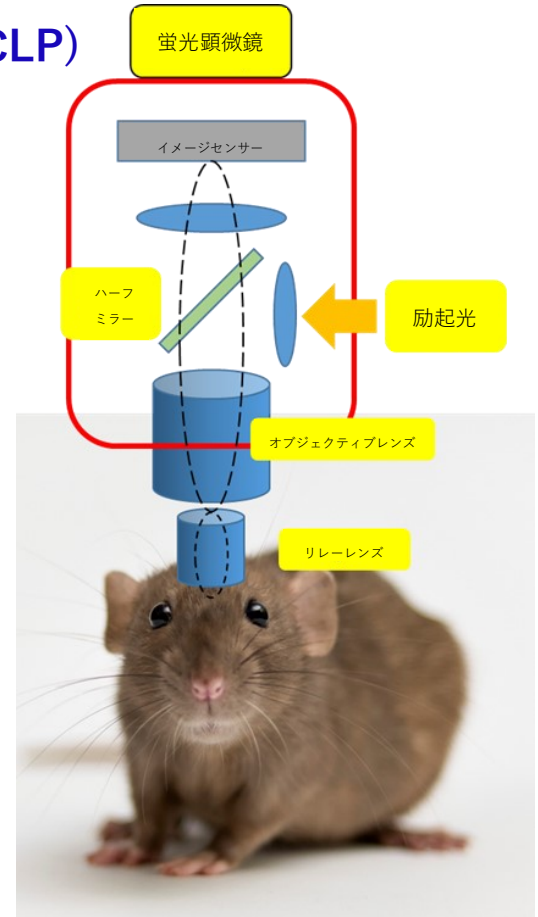 CLP)
蛍光顕微鏡
イメージセンサー
ハーフ
ミラー
励起光
オブジェクティブレンズ
リレーレンズ